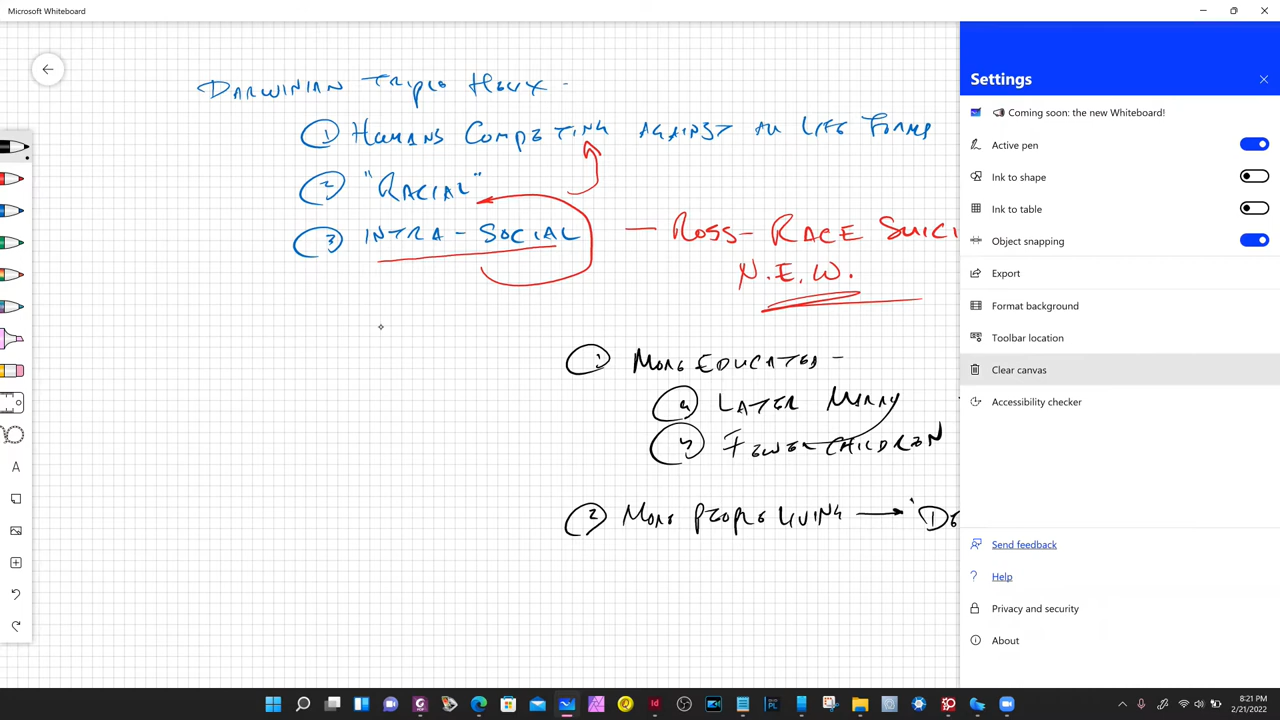 Microsoft Whiteboard
DARWINIAN TRIPLE HELIX -
① HUMANS COMPETING AGAINST ALL LIFE FORMS
② "RACIAL"
③ INTRA - SOCIAL — ROSS- RACE SUICI
N.E.W.
① MORE EDUCATED -
ⓐ LATER MARRY
ⓑ FEWER CHILDREN
② MORE PEOPLE LIVING → "DE
Settings
Coming soon: the new Whiteboard!
Active pen
Ink to shape
Ink to table
Object snapping
Export
Format background
Toolbar location
Clear canvas
Accessibility checker
Send feedback
Help
Privacy and security
About
8:21 PM
2/21/2022